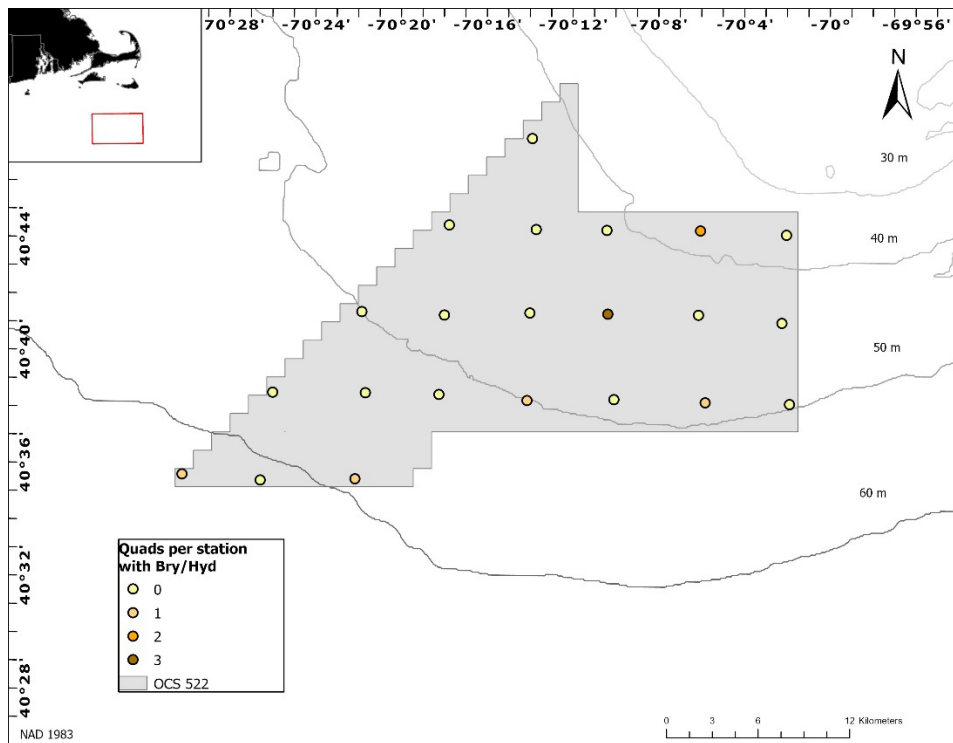 -70°28' -70°24' -70°20' -70°16' -70°12' -70°8' -70°4' -70° -69°56'
N
30 m
40°44'
40 m
40°40'
50 m
40°36'
60 m
40°32'
40°28'
Quads per station
with Bry/Hyd
0
1
2
3
OCS 522
NAD 1983
0 3 6 12 Kilometers